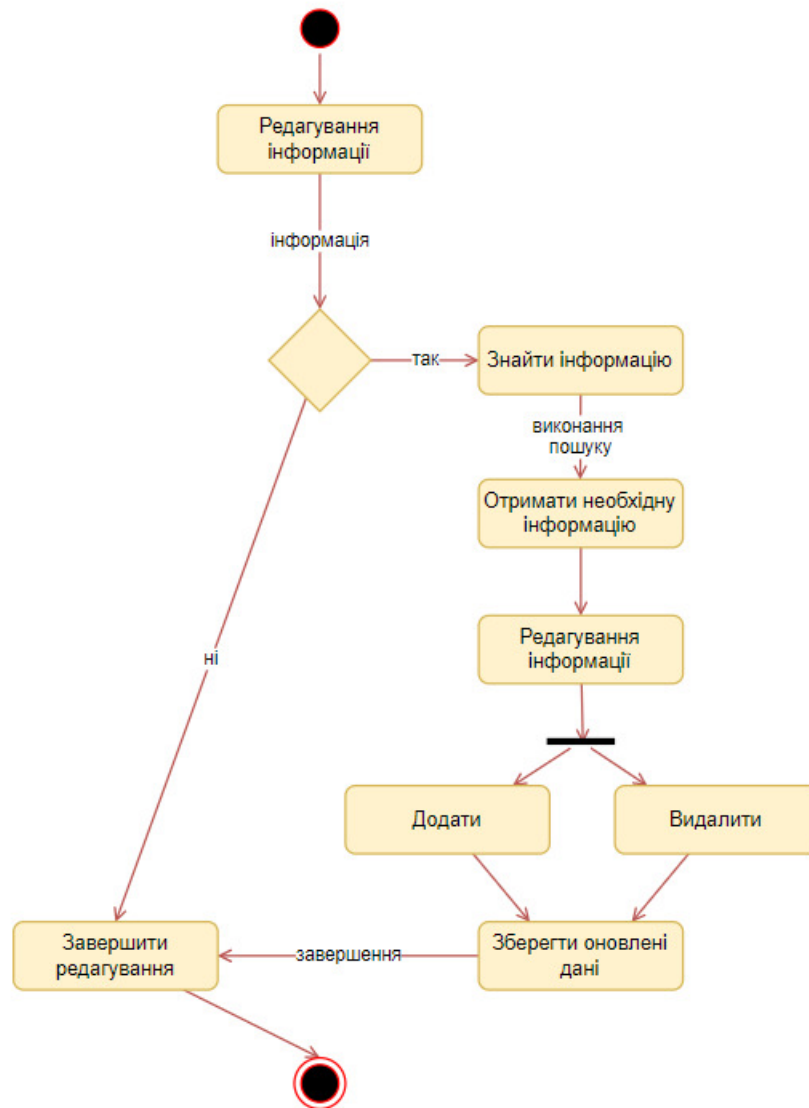 Редагування
інформації
інформація
так
Знайти інформацію
виконання
пошуку
Отримати необхідну
інформацію
Редагування
інформації
ні
Додати
Видалити
Завершити
редагування
завершення
Зберегти оновлені
дані